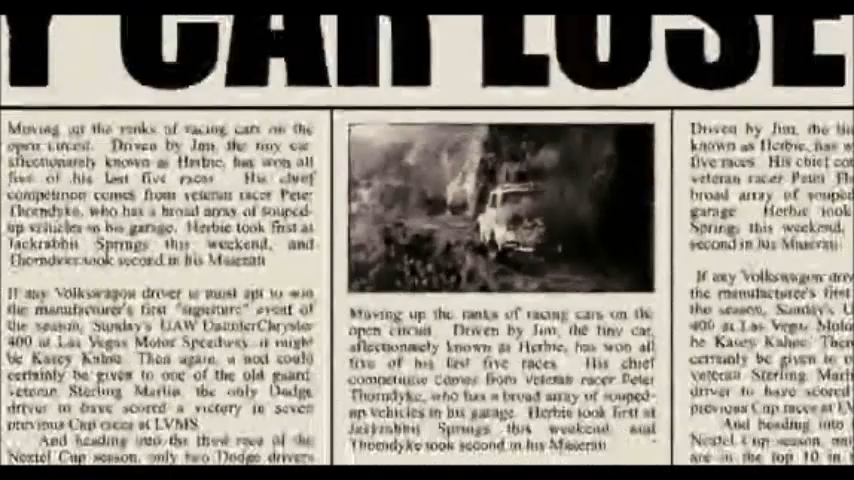 Y CAR LOSE
Moving up the ranks of racing cars on the
open circuit. Driven by Jim, the tiny car
affectionately known as Herbie, has won all
five of his last five races. His chief
competition comes from veteran racer Peter
Thorndyke, who has a broad array of souped-
up vehicles in his garage. Herbie took first at
Jackrabbit Springs this weekend, and
Thorndyke took second in his Maserati
If any Volkswagon driver is most apt to win
the manufacturer's first "signature" event of
the season, Sunday's UAW DaimlerChrysler
400 at Las Vegas Motor Speedway, it might
be Kasey Kahne. Then again, a nod could
certainly be given to one of the old guard:
veteran Sterling Marlin, the only Dodge
driver to have scored a victory in seven
previous Cup races at LVMS.
And heading into the third race of the
Nextel Cup season, only two Dodge drivers
Moving up the ranks of racing cars on the
open circuit. Driven by Jim, the tiny car,
affectionately known as Herbie, has won all
five of his last five races. His chief
competition comes from veteran racer Peter
Thorndyke, who has a broad array of souped-
up vehicles in his garage. Herbie took first at
Jackrabbit Springs this weekend and
Thorndyke took second in his Maserati
Driven by Jim, the
known as Herbie, has
five races. His chief
veteran racer Peter
broad array of souped
garage Herbie took
Springs this weekend,
second in his Maserati.
If any Volkswagon
the manufacturer's first
the season, Sunday's
400 at Las Vegas
be Kasey Kahne. Then
certainly be given to
veteran Sterling
driver to have scored
previous Cup races at
And heading into
Nextel Cup season,
are in the top 10 in